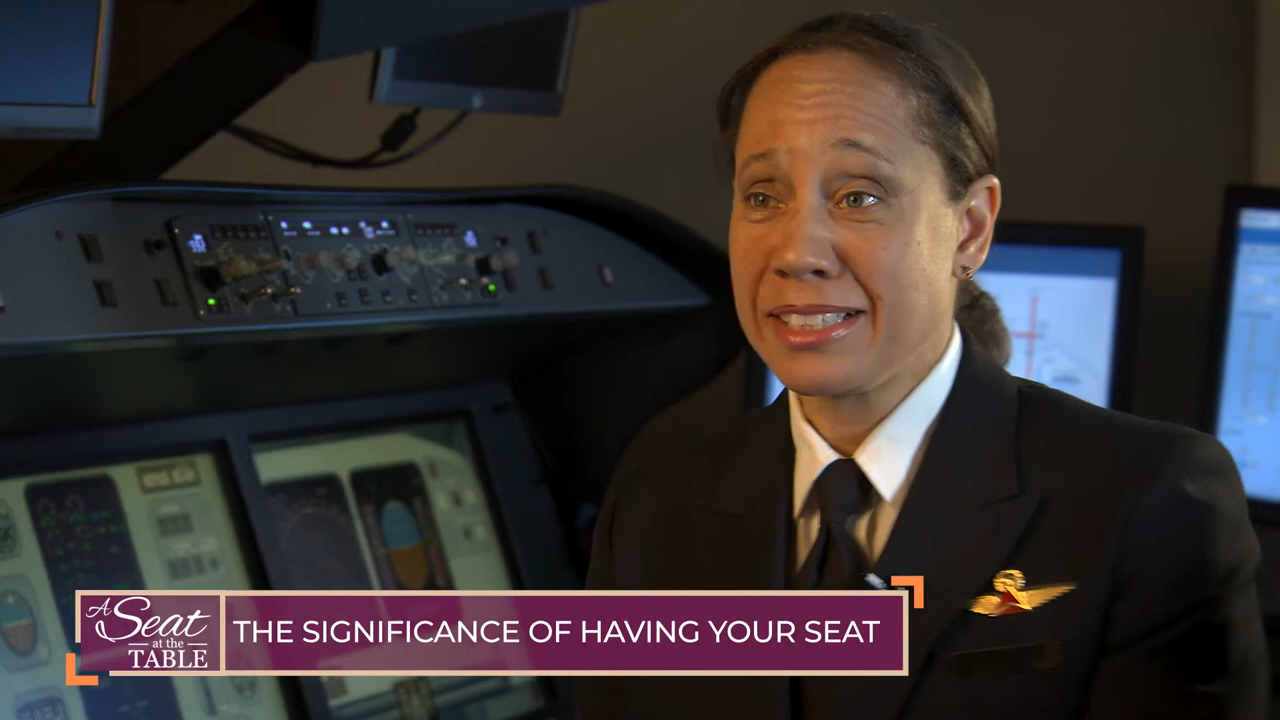 A Seat
at the
TABLE
THE SIGNIFICANCE OF HAVING YOUR SEAT